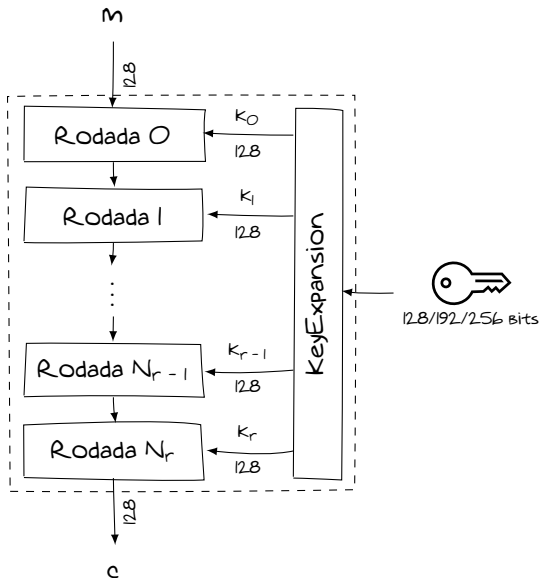 m
128
Rodada 0
K0
128
Rodada 1
K1
128
...
KeyExpansion
128/192/256 Bits
Rodada Nr-1
Kr-1
128
Rodada Nr
Kr
128
128
c